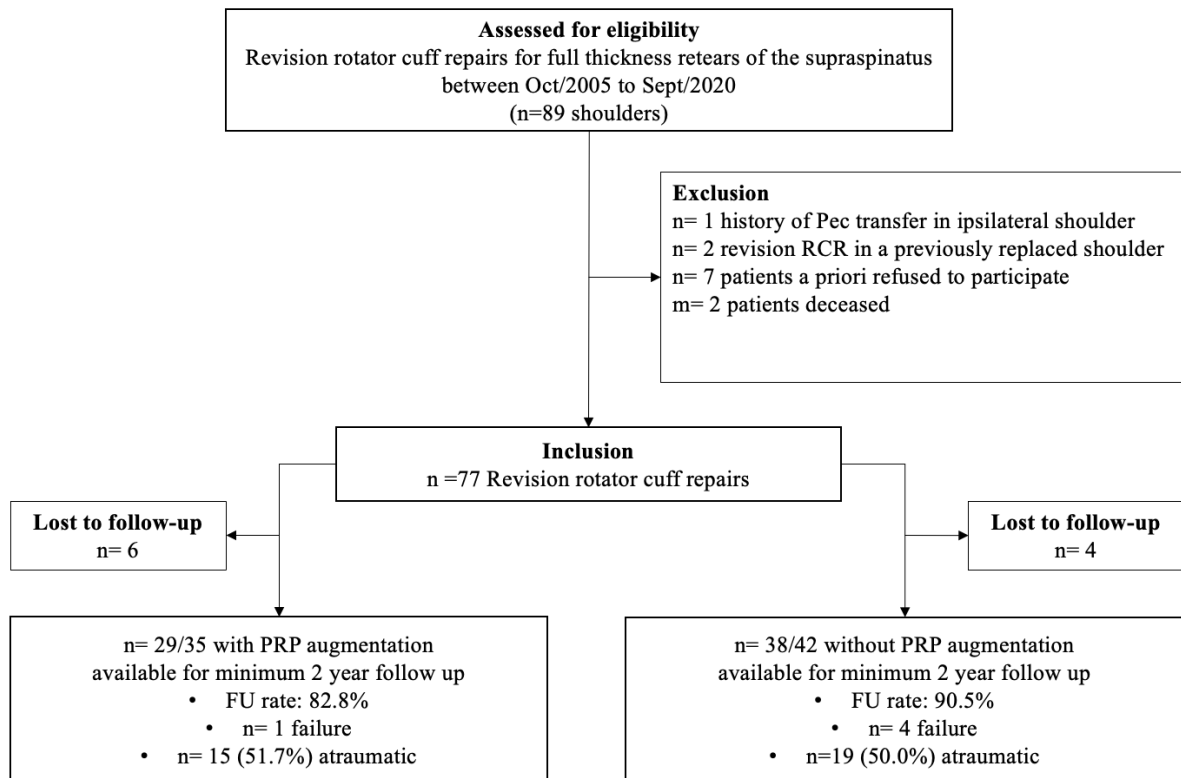 Assessed for eligibility
Revision rotator cuff repairs for full thickness retears of the supraspinatus
between Oct/2005 to Sept/2020
(n=89 shoulders)
Exclusion
n= 1 history of Pec transfer in ipsilateral shoulder
n= 2 revision RCR in a previously replaced shoulder
n= 7 patients a priori refused to participate
m= 2 patients deceased
Inclusion
n =77 Revision rotator cuff repairs
Lost to follow-up
n= 6
Lost to follow-up
n= 4
n= 29/35 with PRP augmentation
available for minimum 2 year follow up
• FU rate: 82.8%
• n= 1 failure
• n= 15 (51.7%) atraumatic
n= 38/42 without PRP augmentation
available for minimum 2 year follow up
• FU rate: 90.5%
• n= 4 failure
• n=19 (50.0%) atraumatic